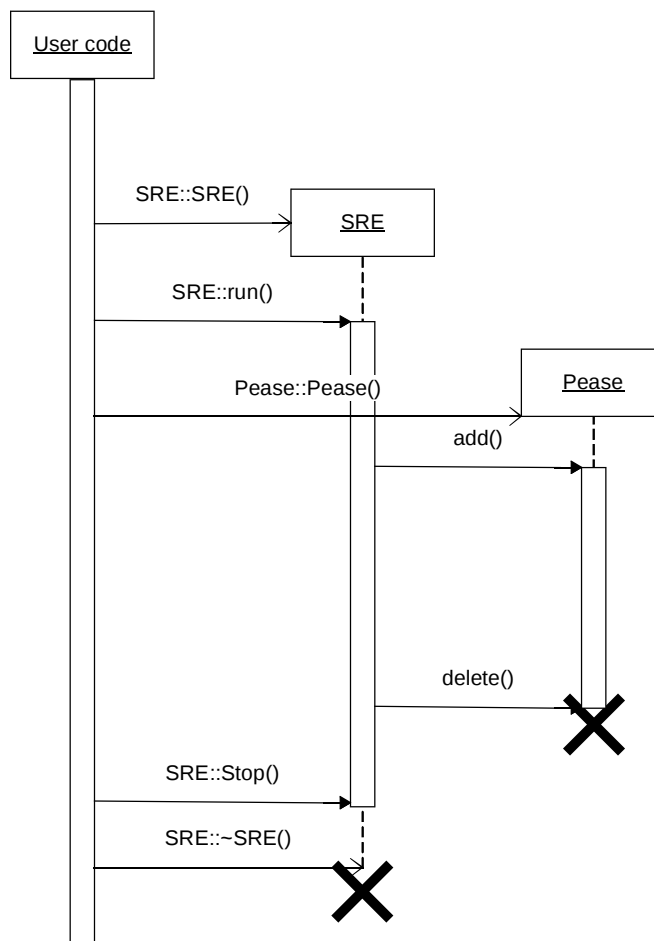 User code
SRE::SRE()
SRE
SRE::run()
Pease::Pease()
Pease
add()
delete()
SRE::Stop()
SRE::~SRE()